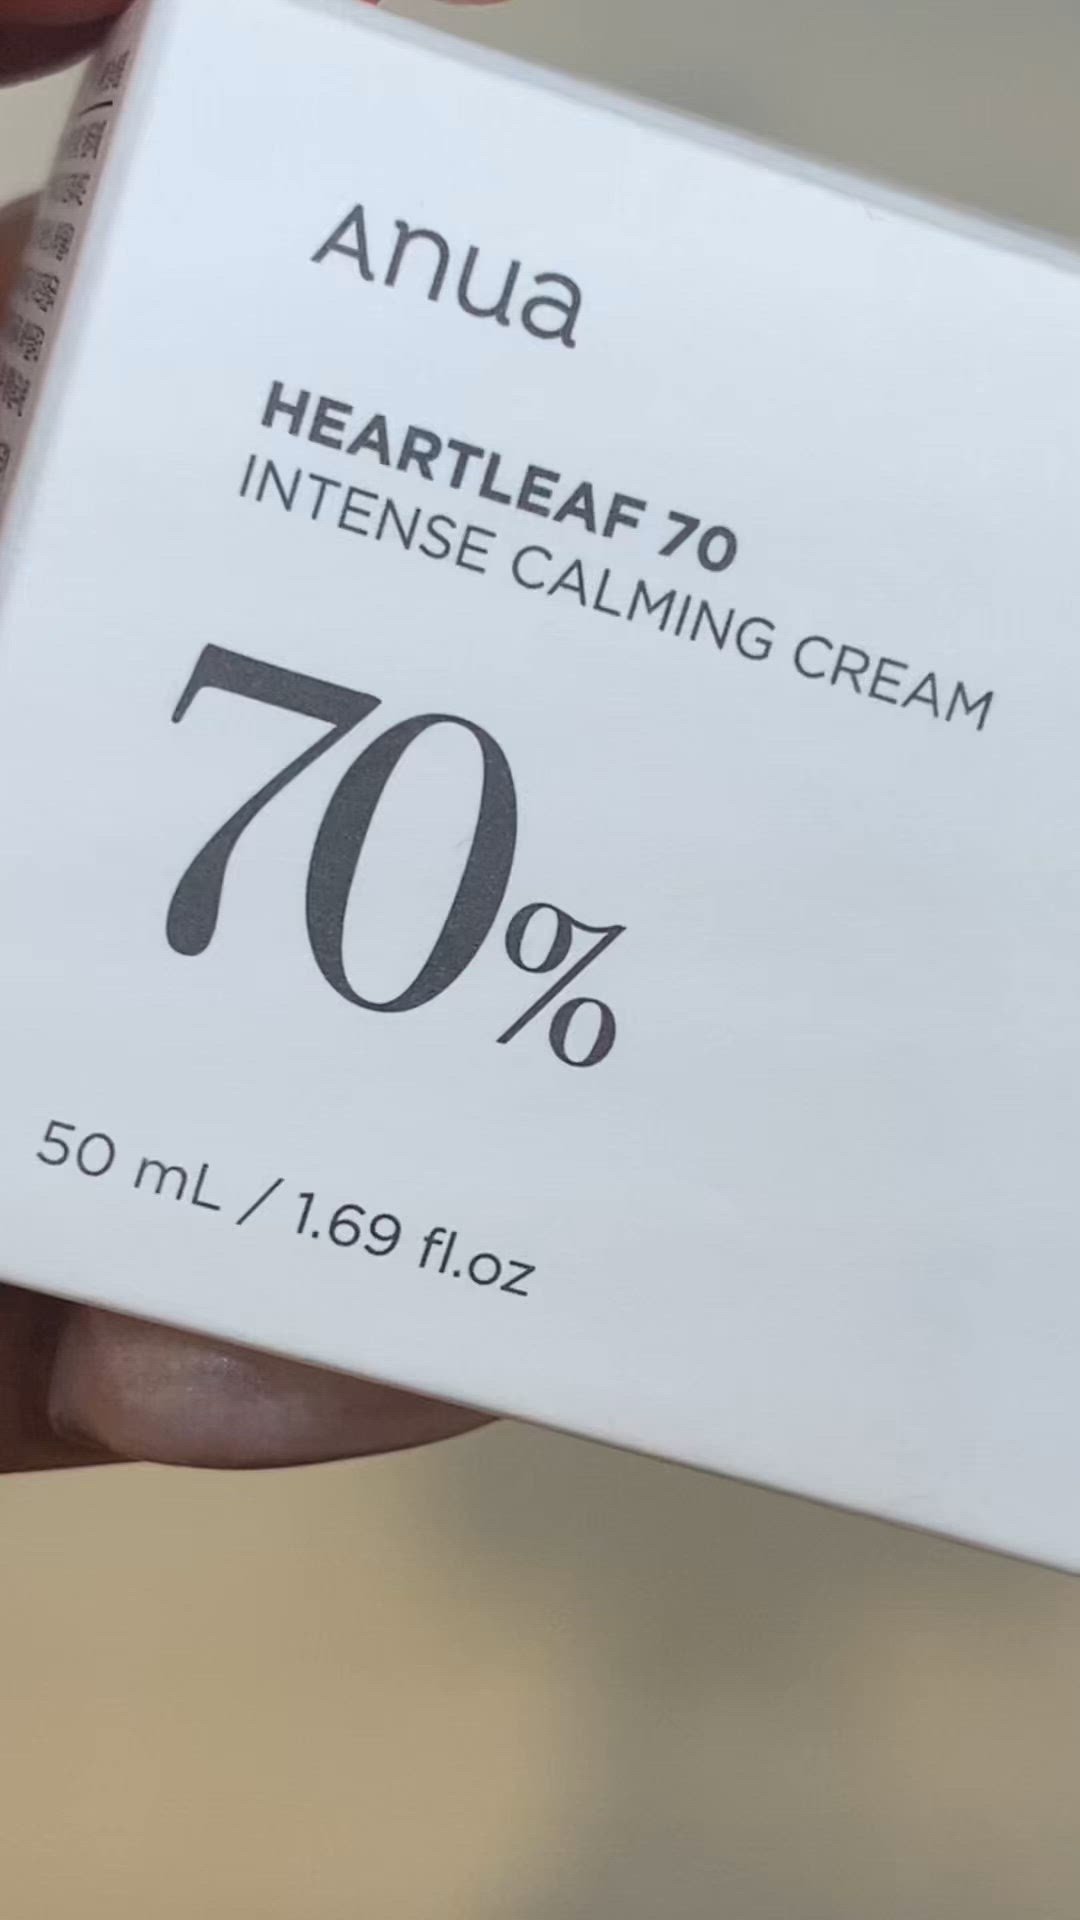 Anua
HEARTLEAF 70
INTENSE CALMING CREAM
70%
50 mL / 1.69 fl.oz